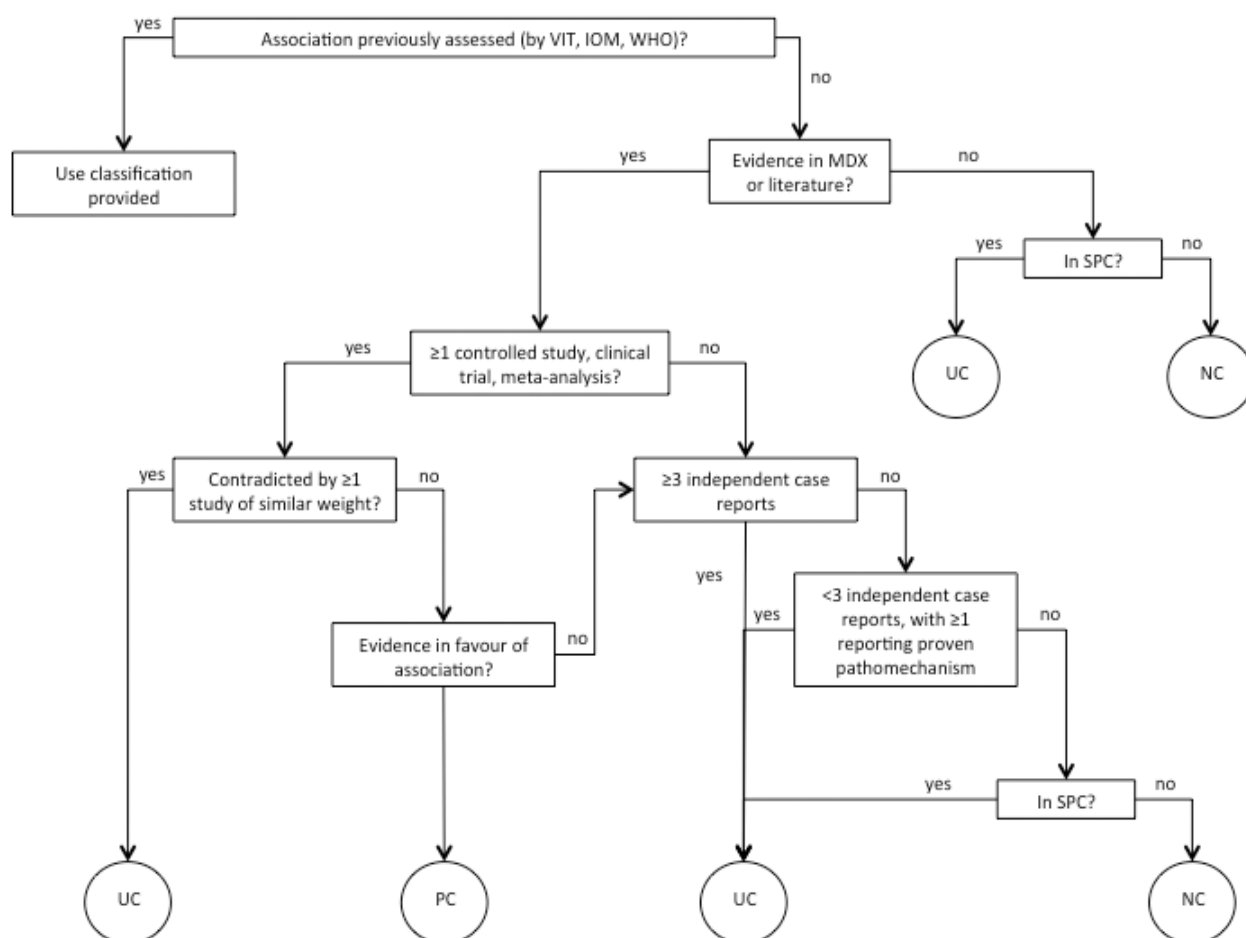 yes
Association previously assessed (by VIT, IOM, WHO)?
no
Use classification
provided
yes
Evidence in MDX
or literature?
no
yes
In SPC?
no
UC
NC
yes
≥1 controlled study, clinical
trial, meta-analysis?
no
yes
Contradicted by ≥1
study of similar weight?
no
≥3 independent case
reports
no
yes
Evidence in favour of
association?
no
yes
<3 independent case
reports, with ≥1
reporting proven
pathomechanism
no
yes
In SPC?
no
UC
PC
UC
NC